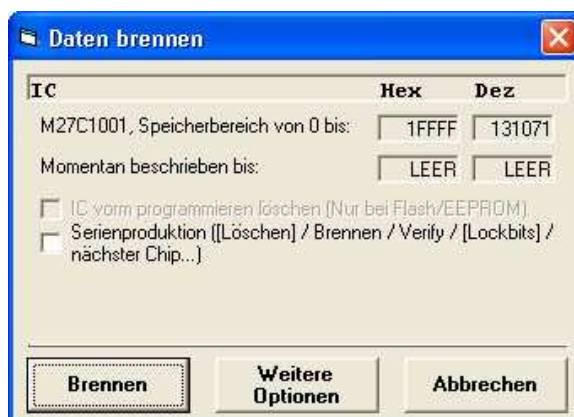 Daten brennen
IC Hex Dez
M27C1001, Speicherbereich von 0 bis: 1FFFF 131071
Momentan beschrieben bis: LEER LEER
IC vorm programmieren löschen (Nur bei Flash/EEPROM)
Serienproduktion ([Löschen] / Brennen / Verify / [Lockbits] /
nächster Chip...)
Brennen
Weitere
Optionen
Abbrechen